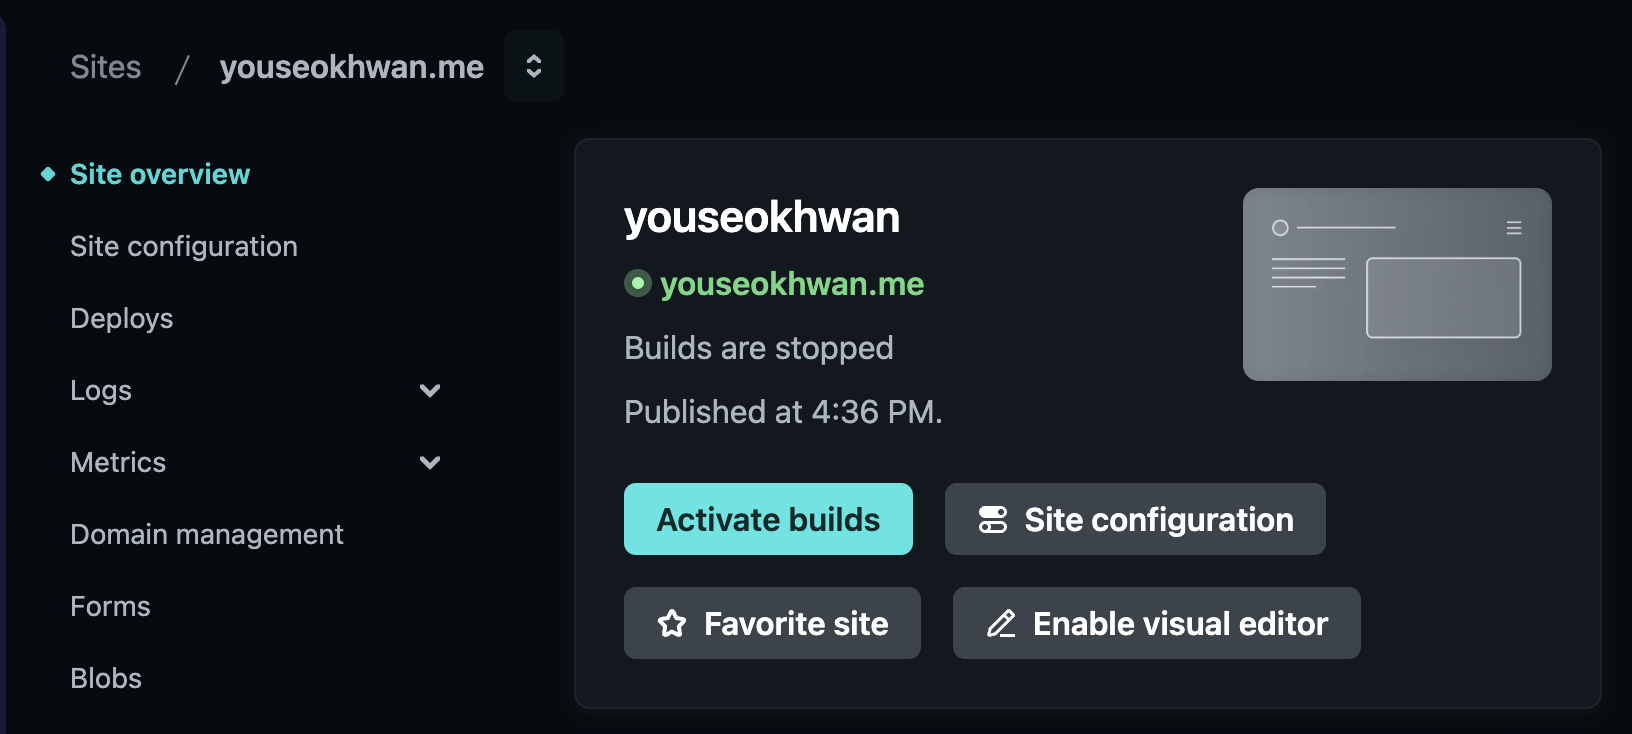 Sites / youseokhwan.me
Site overview
Site configuration
Deploys
Logs
Metrics
Domain management
Forms
Blobs
youseokhwan
youseokhwan.me
Builds are stopped
Published at 4:36 PM.
Activate builds
Site configuration
Favorite site
Enable visual editor